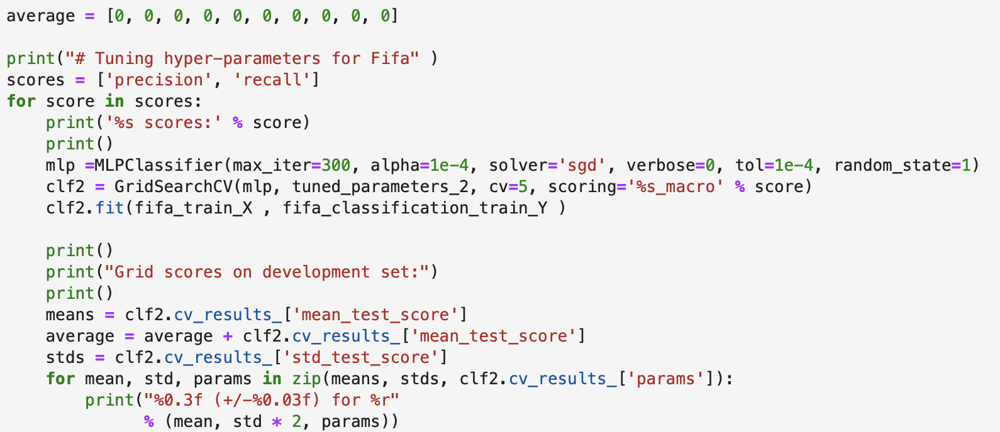 average = [0, 0, 0, 0, 0, 0, 0, 0, 0, 0]

print("# Tuning hyper-parameters for Fifa" )
scores = ['precision', 'recall']
for score in scores:
    print('%s scores:' % score)
    print()
    mlp =MLPClassifier(max_iter=300, alpha=1e-4, solver='sgd', verbose=0, tol=1e-4, random_state=1)
    clf2 = GridSearchCV(mlp, tuned_parameters_2, cv=5, scoring='%s_macro' % score)
    clf2.fit(fifa_train_X , fifa_classification_train_Y )

    print()
    print("Grid scores on development set:")
    print()
    means = clf2.cv_results_['mean_test_score']
    average = average + clf2.cv_results_['mean_test_score']
    stds = clf2.cv_results_['std_test_score']
    for mean, std, params in zip(means, stds, clf2.cv_results_['params']):
        print("%0.3f (+/-%0.03f) for %r"
              % (mean, std * 2, params))